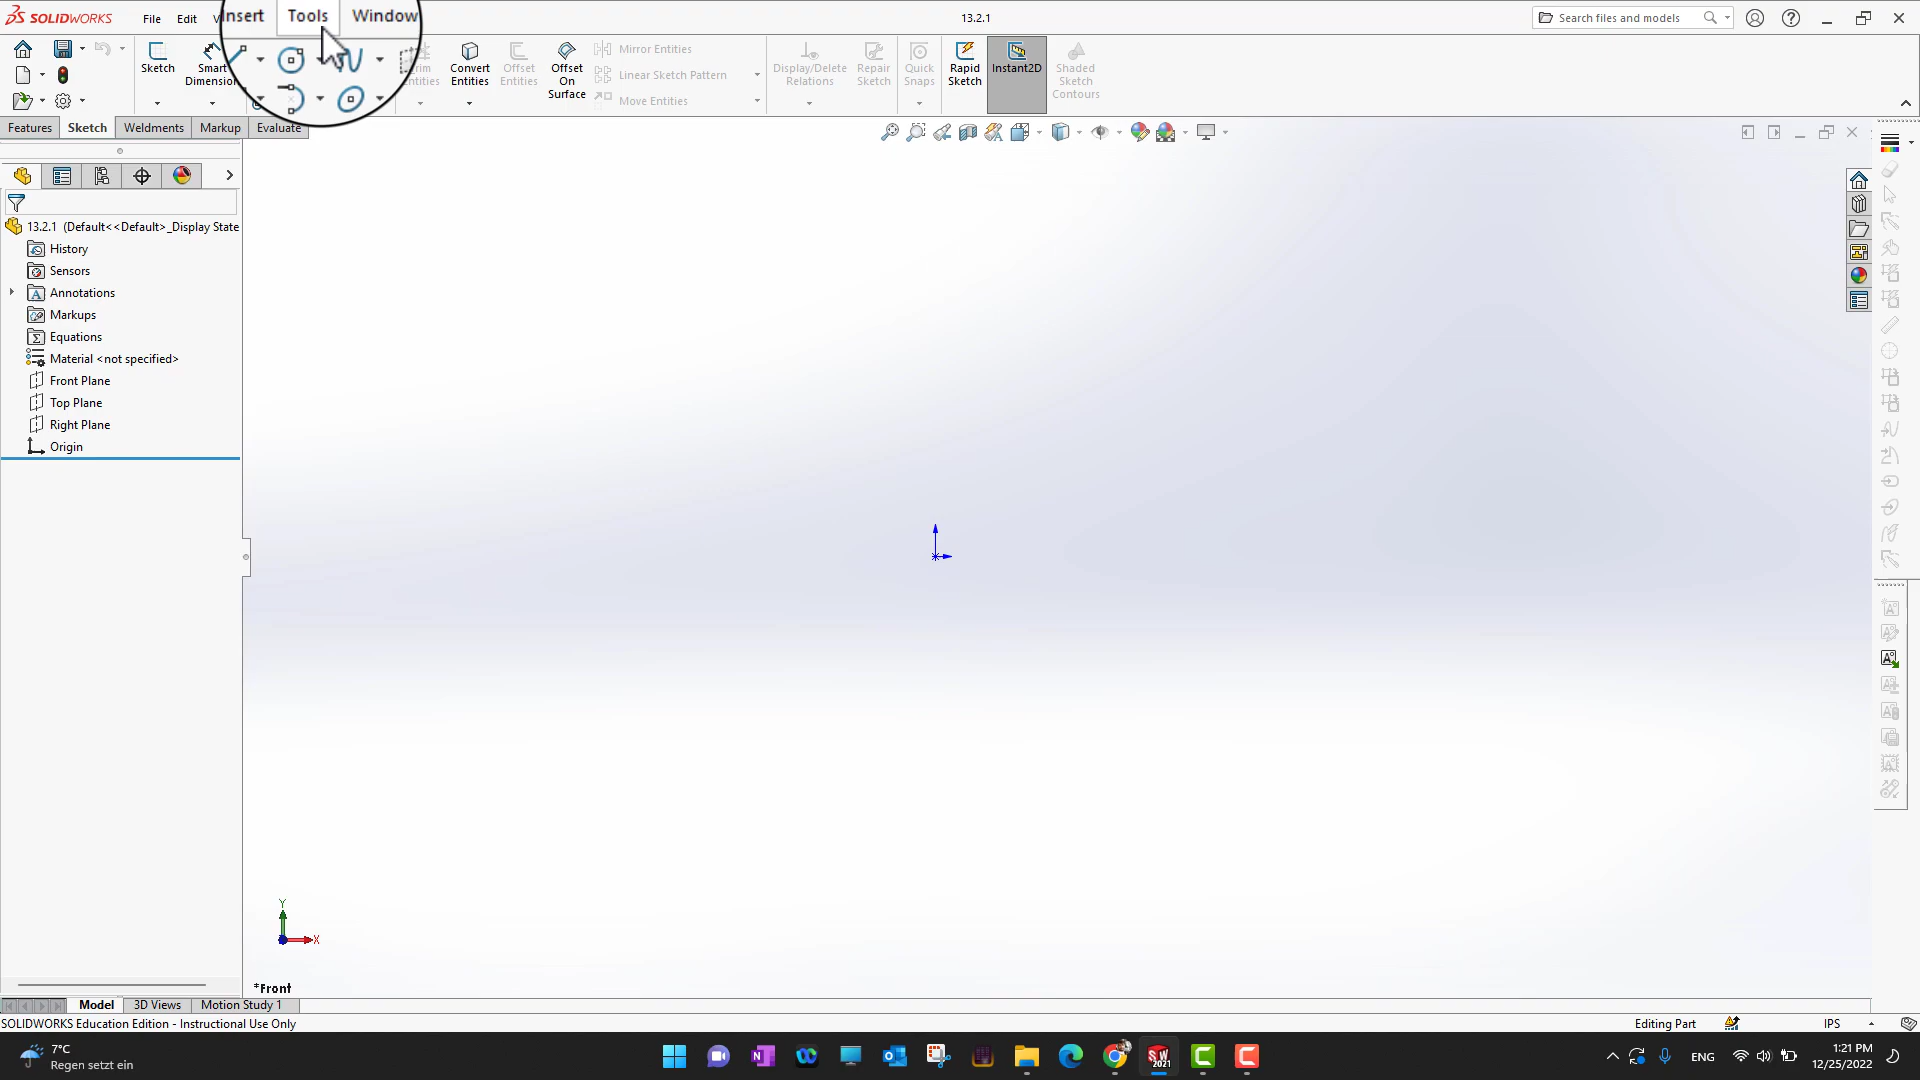 SOLIDWORKS
File
Edit
Insert
Tools
Window
13.2.1
Search files and models
Sketch
Smart
Convert
Entities
Offset
Entities
Offset
On
Surface
Mirror Entities
Linear Sketch Pattern
Move Entities
Display/Delete
Relations
Repair
Sketch
Quick
Snaps
Rapid
Sketch
Instant2D
Shaded
Sketch
Contours
Features
Sketch
Weldments
Markup
Evaluate
13.2.1 (Default<<Default>_Display State
History
Sensors
Annotations
Markups
Equations
Material <not specified>
Front Plane
Top Plane
Right Plane
Origin
Y
X
*Front
Model
3D Views
Motion Study 1
SOLIDWORKS Education Edition - Instructional Use Only
Editing Part
IPS
7°C
Regen setzt ein
SW
2021
ENG
1:21 PM
12/25/2022